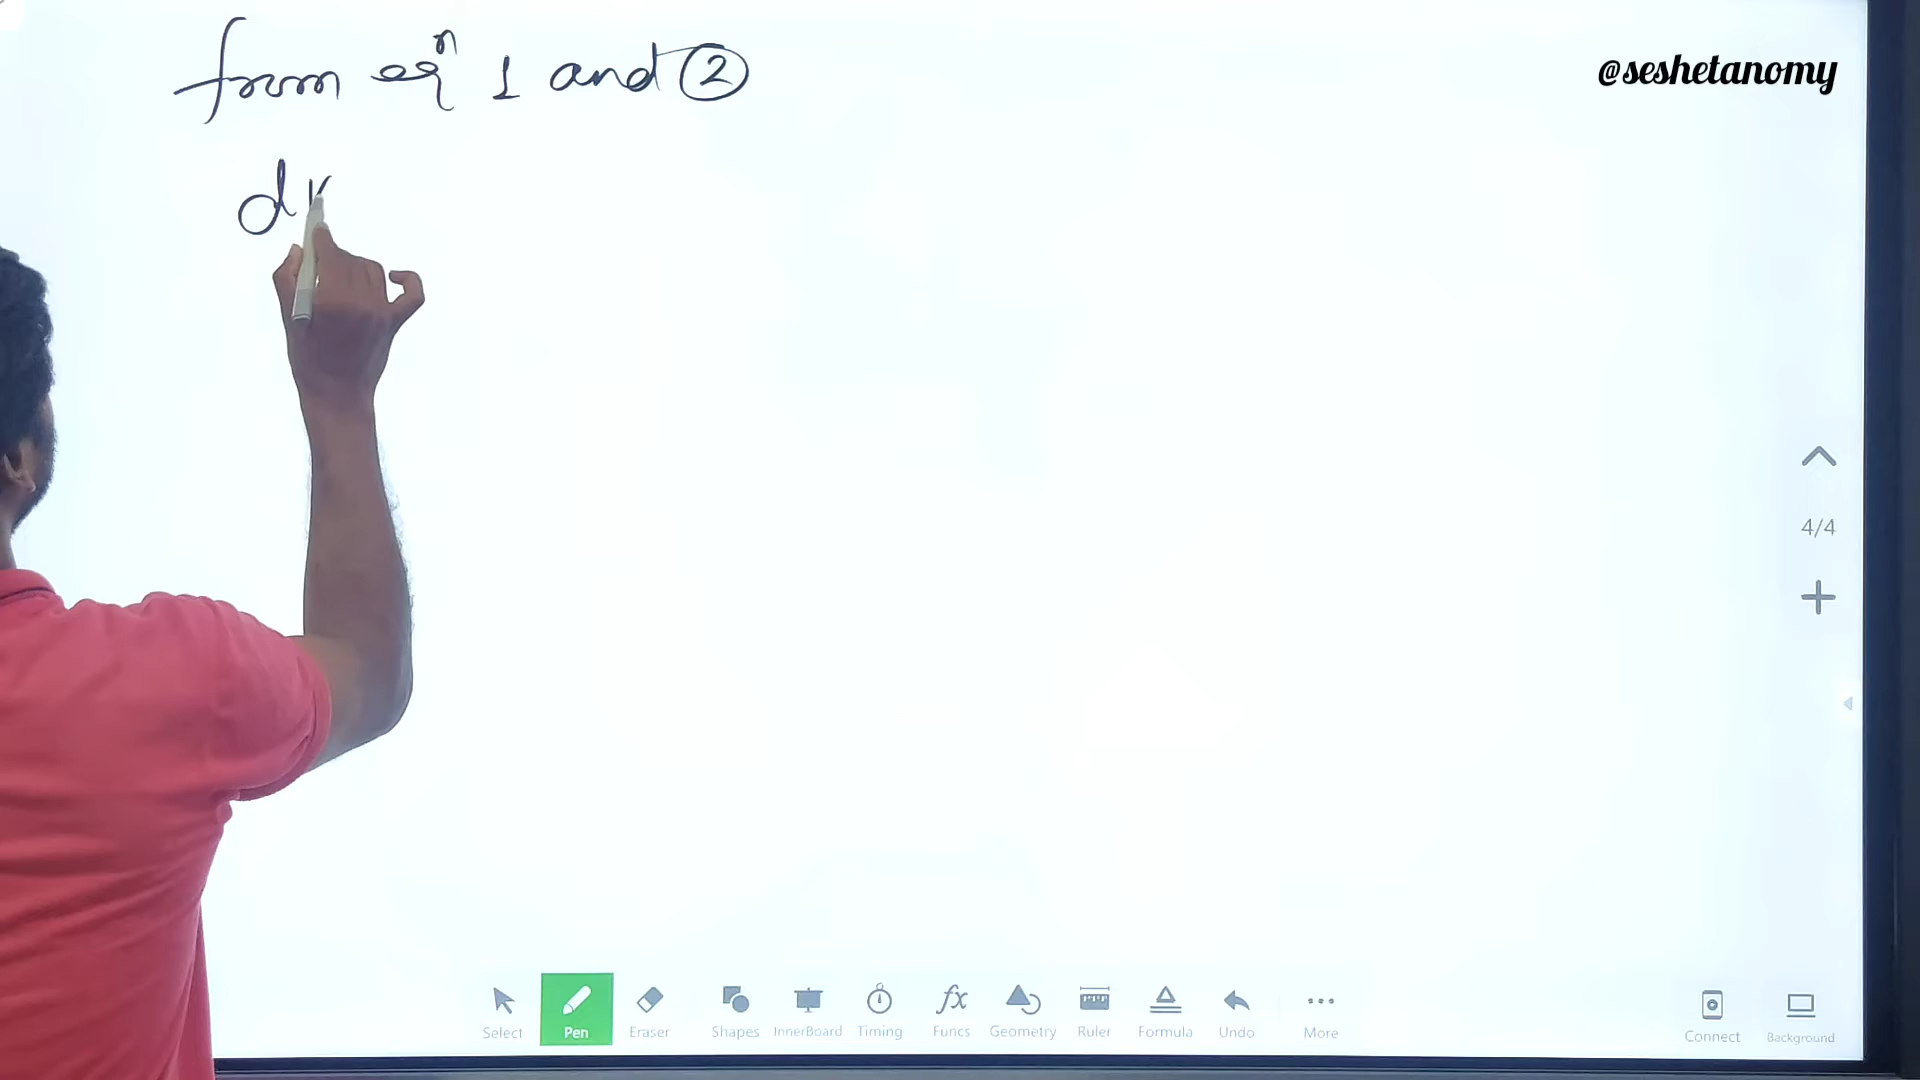 from eqⁿ 1 and ②
@seshetanomy
d
4/4
Select
Pen
Eraser
Shapes
InnerBoard
Timing
fx
Funcs
Geometry
Ruler
Formula
Undo
More
Connect
Background